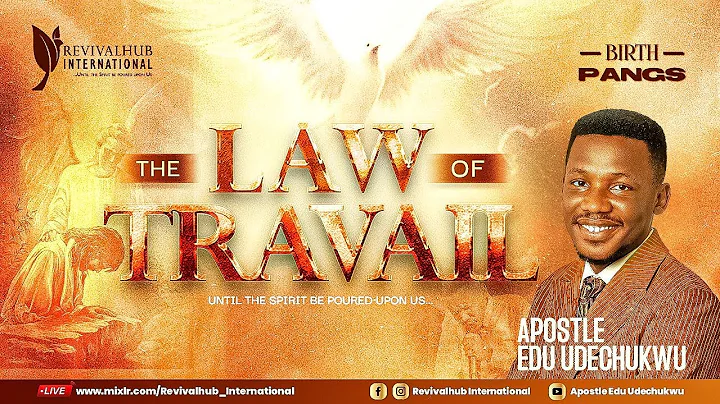 REVIVALHUB
INTERNATIONAL
...UNTIL THE SPIRIT BE POURED UPON US
BIRTH
PANGS
THE LAW OF
TRAVAIL
UNTIL THE SPIRIT BE POURED UPON US...
APOSTLE
EDU UDECHUKWU
LIVE www.mixlr.com/Revivalhub_International Revivalhub International Apostle Edu Udechukwu